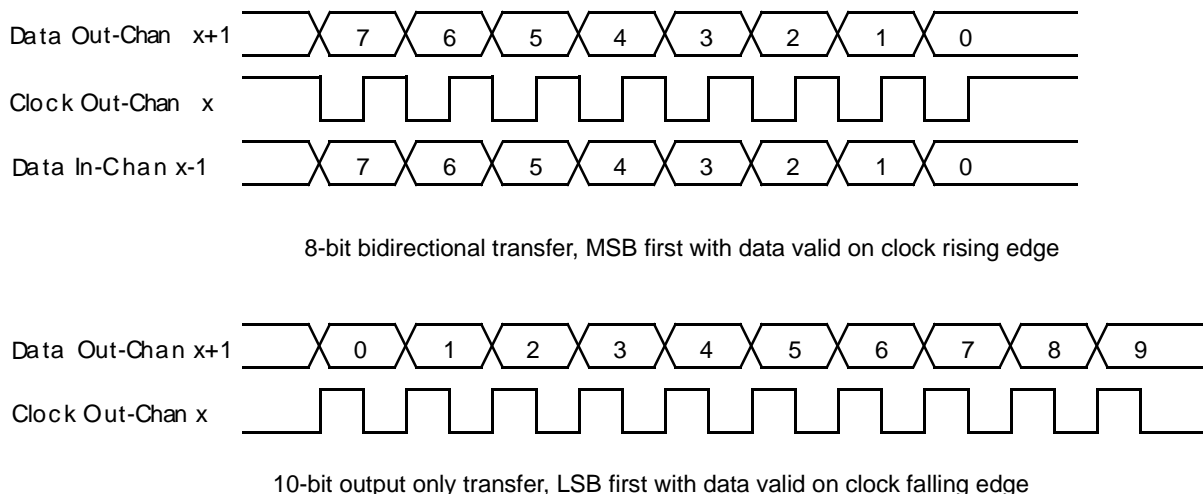 Data Out-Chan x+1 7 6 5 4 3 2 1 0
Clock Out-Chan x
Data In-Chan x-1 7 6 5 4 3 2 1 0
8-bit bidirectional transfer, MSB first with data valid on clock rising edge
Data Out-Chan x+1 0 1 2 3 4 5 6 7 8 9
Clock Out-Chan x
10-bit output only transfer, LSB first with data valid on clock falling edge